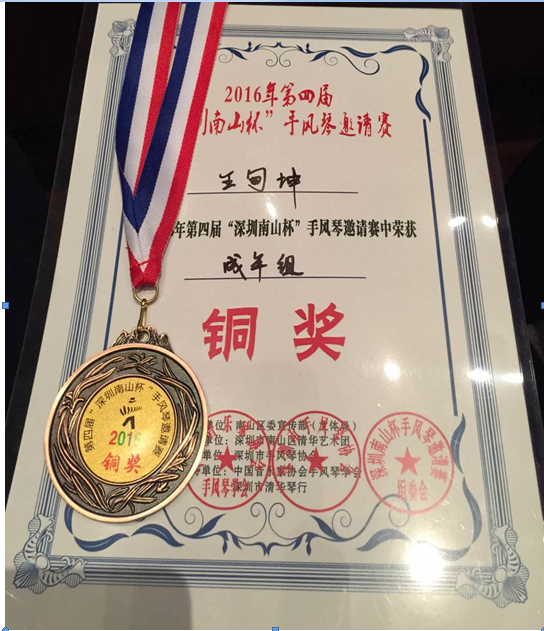 2016年第四届
圳南山杯”手风琴邀请赛
王旬坤
年第四届“深圳南山杯”手风琴邀请赛中荣获
成年组
铜奖
单位:南山区委宣传部(文体局)
单位:深圳市南山区清华艺术团
单位:深圳市手风琴协会
单位:中国音乐家协会手风琴学会
深圳市清华琴行
手风琴学会
深圳南山杯手风琴邀请赛
组委会
第四届“深圳南山杯”手风琴邀请赛
铜奖